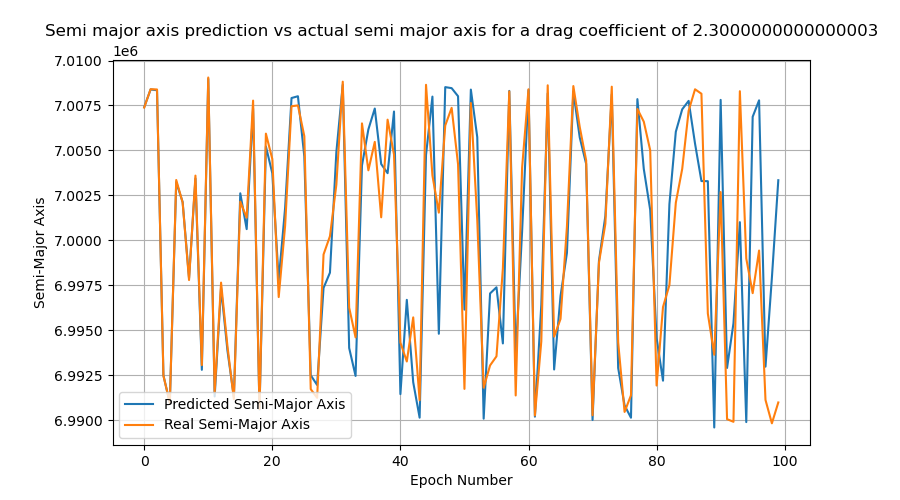 Semi major axis prediction vs actual semi major axis for a drag coefficient of 2.3000000000000003
1e6
7.0100
7.0075
7.0050
7.0025
7.0000
6.9975
6.9950
6.9925
6.9900
Semi-Major Axis
Predicted Semi-Major Axis
Real Semi-Major Axis
0 20 40 60 80 100
Epoch Number